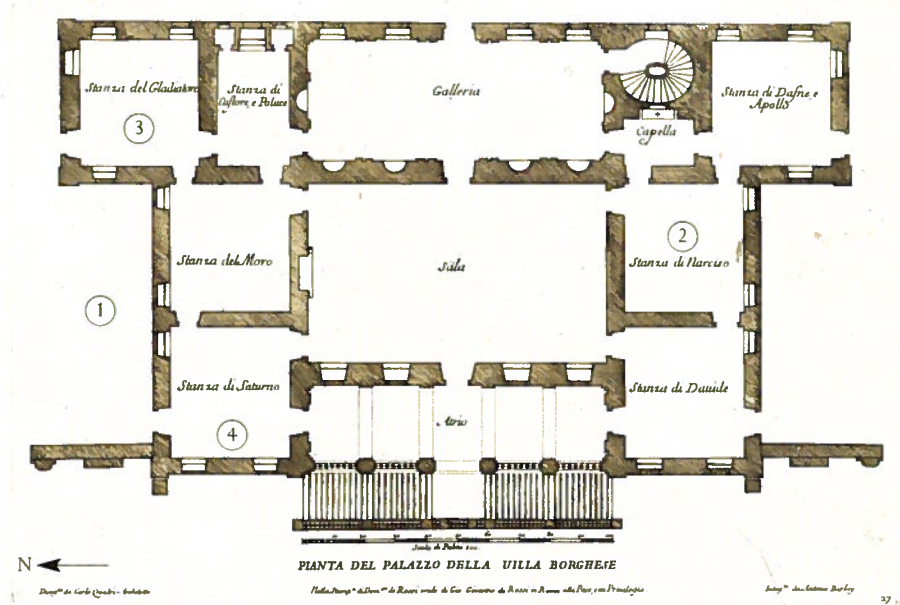 Stanza del Gladiatore
3
Stanza di
Castore, e Poluce
Galleria
Capella
Stanza di Dafne, e
Apollo
Stanza del Moro
Sala
2
Stanza di Narciso
1
Stanza di Saturno
4
Atrio
Stanza di Davide
N
PIANTA DEL PALAZZO DELLA VILLA BORGHESE
27